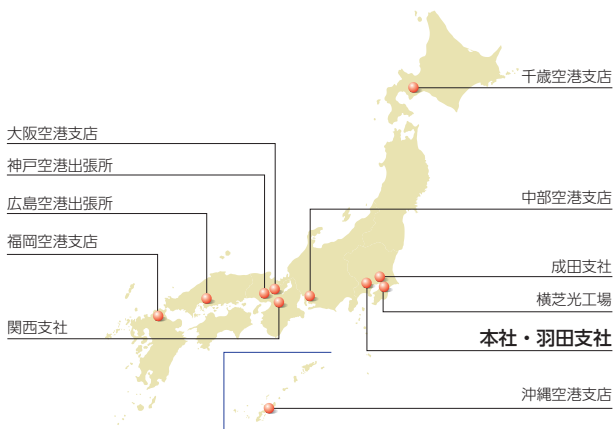 千歳空港支店
大阪空港支店
神戸空港出張所
広島空港出張所
中部空港支店
福岡空港支店
成田支社
横芝光工場
関西支社
本社・羽田支社
沖縄空港支店